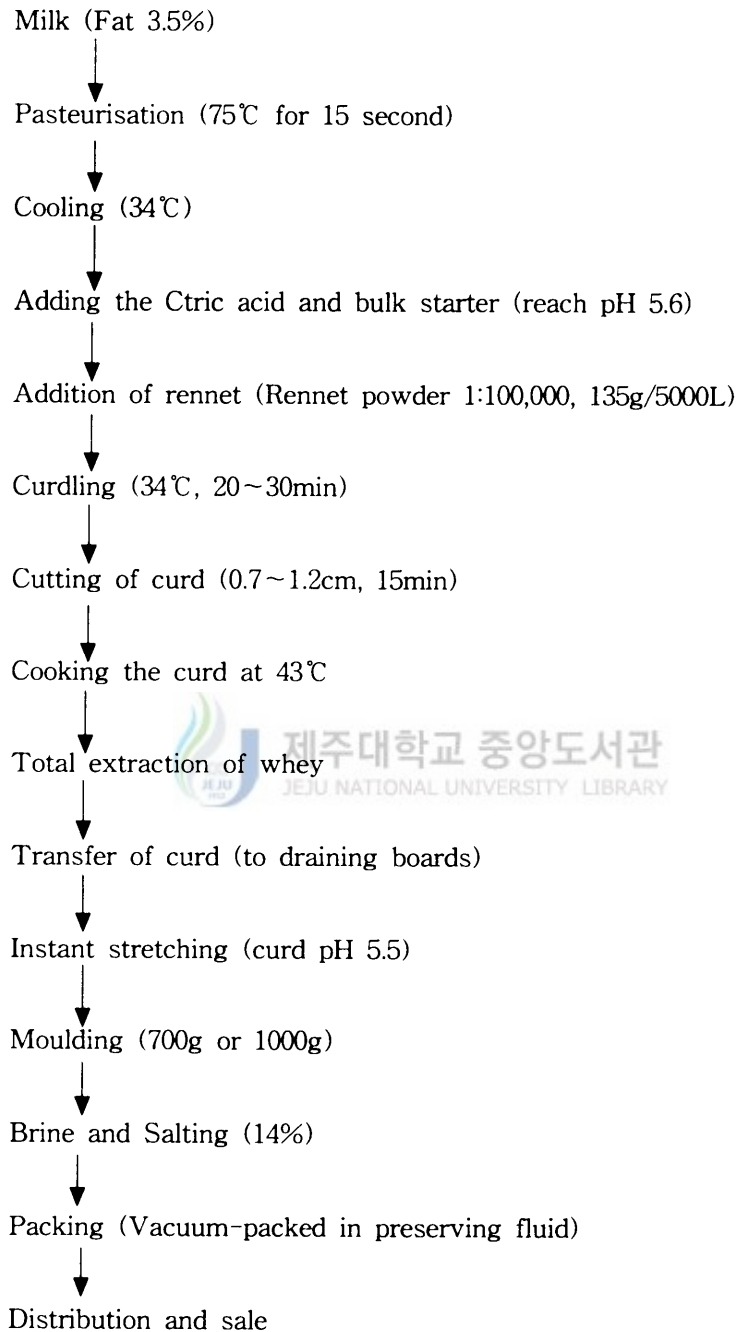 Milk (Fat 3.5%)
Pasteurisation (75℃ for 15 second)
Cooling (34℃)
Adding the Ctric acid and bulk starter (reach pH 5.6)
Addition of rennet (Rennet powder 1:100,000, 135g/5000L)
Curdling (34℃, 20~30min)
Cutting of curd (0.7~1.2cm, 15min)
Cooking the curd at 43℃
제주대학교 중앙도서관
Total extraction of whey
JEJU NATIONAL UNIVERSITY LIBRARY
JEJU
1952
Transfer of curd (to draining boards)
Instant stretching (curd pH 5.5)
Moulding (700g or 1000g)
Brine and Salting (14%)
Packing (Vacuum-packed in preserving fluid)
Distribution and sale